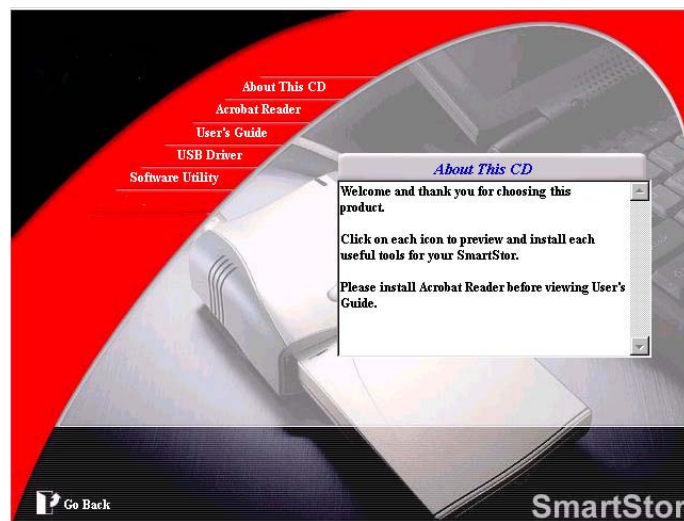 About This CD
Acrobat Reader
User's Guide
USB Driver
Software Utility
About This CD
Welcome and thank you for choosing this
product.
Click on each icon to preview and install each
useful tools for your SmartStor.
Please install Acrobat Reader before viewing User's
Guide.
Go Back
SmartStor